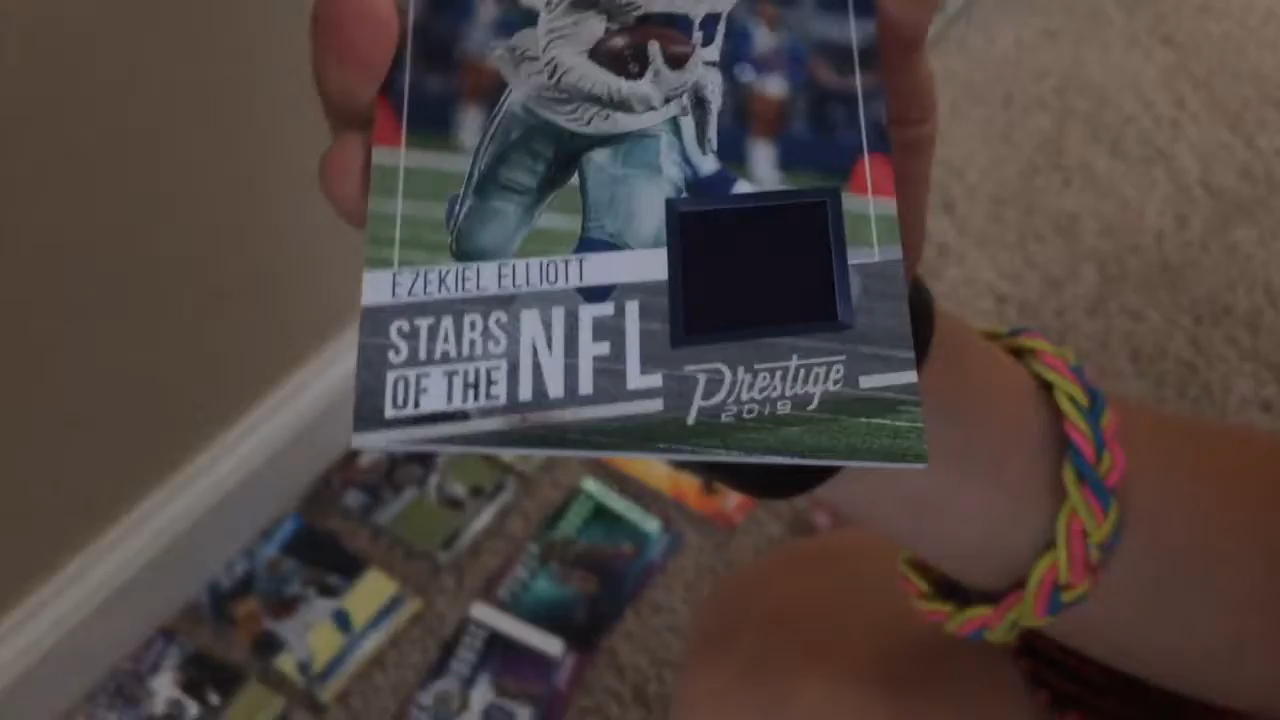 EZEKIEL ELLIOTT
STARS
OF THE
NFL
Prestige
2019